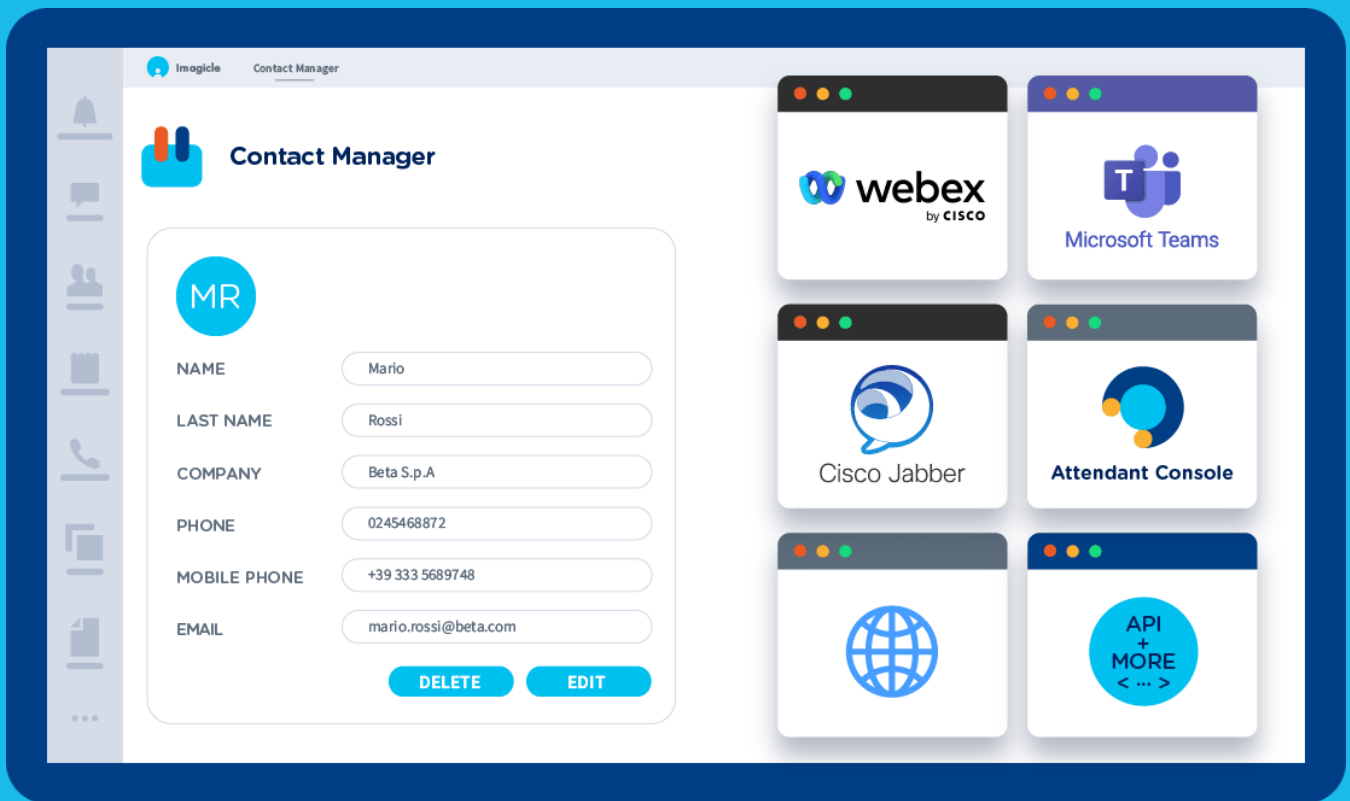 Imagicle Contact Manager
Contact Manager
MR
NAME Mario
LAST NAME Rossi
COMPANY Beta S.p.A
PHONE 0245468872
MOBILE PHONE +39 333 5689748
EMAIL mario.rossi@beta.com
DELETE EDIT
webex
by CISCO
T
Microsoft Teams
Cisco Jabber
Attendant Console
API
+
MORE
< ... >